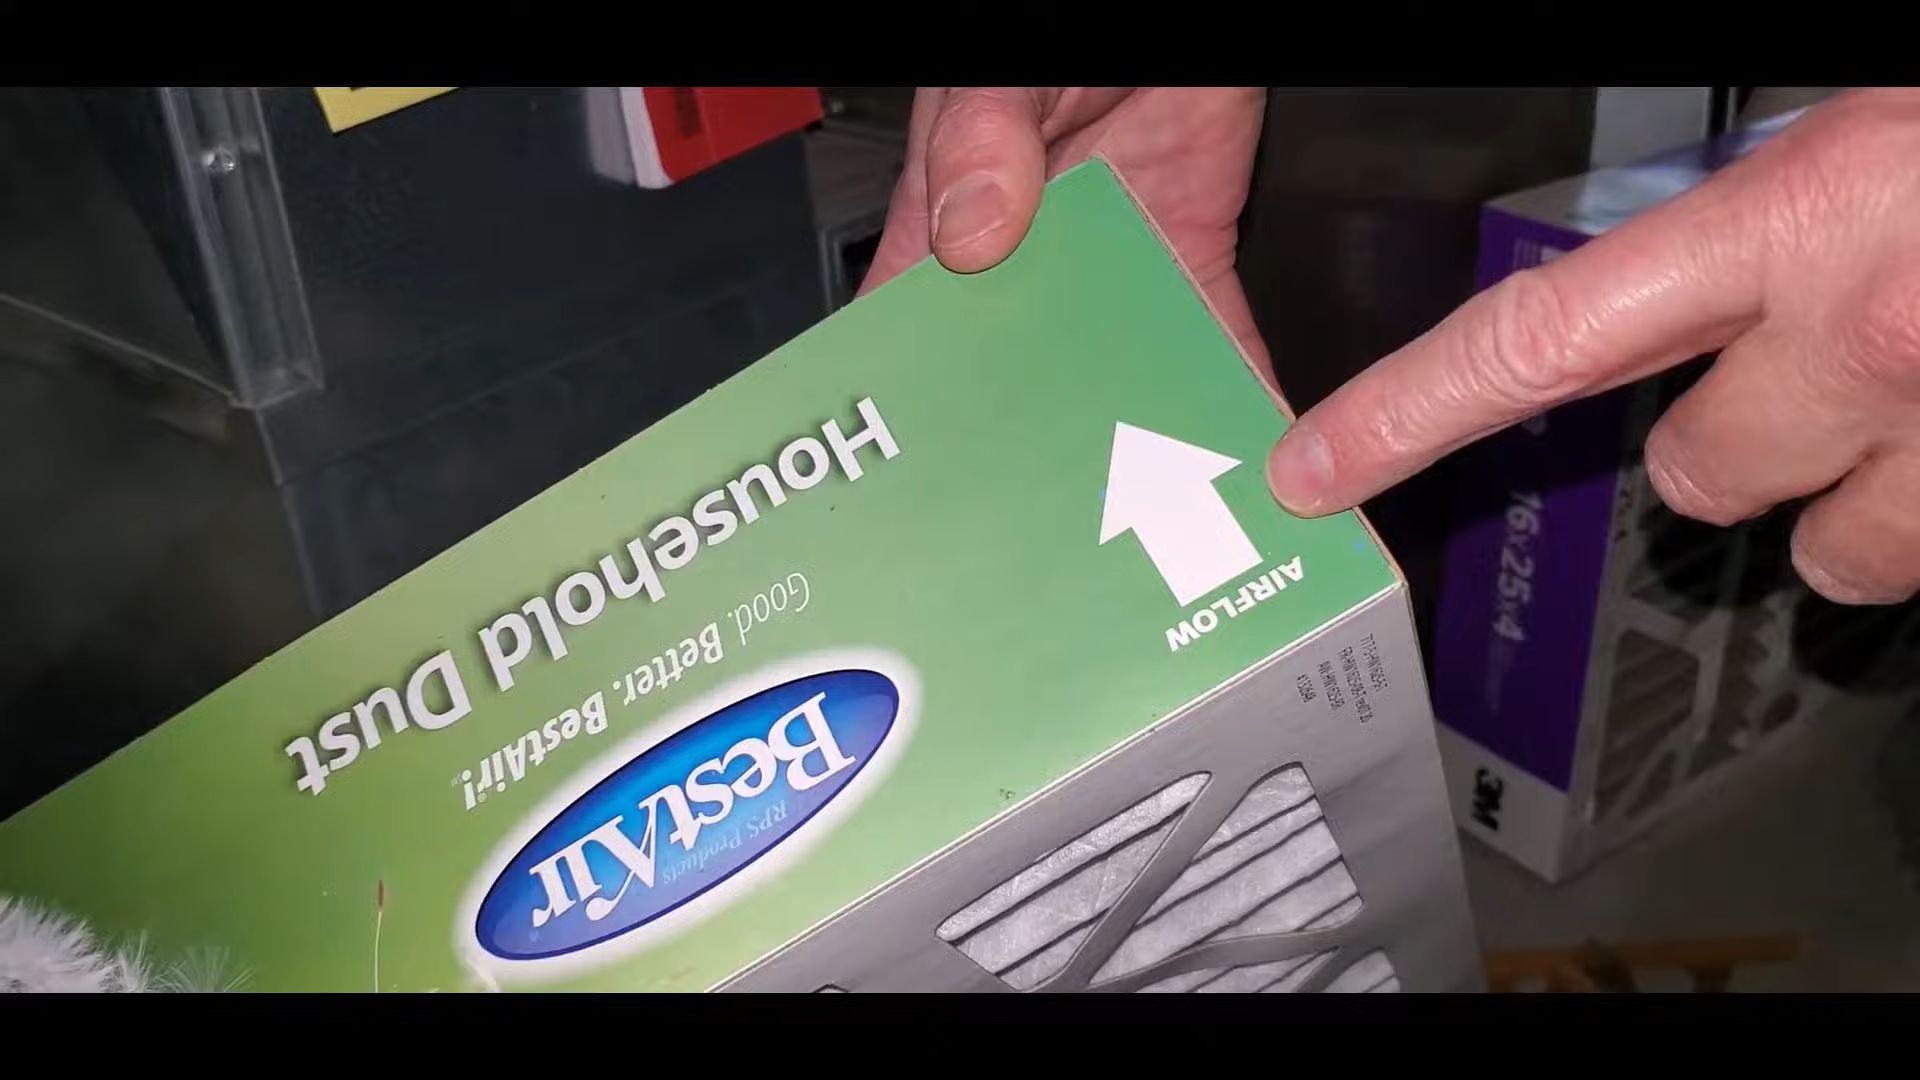 Household Dust
Good. Better. BestAir!
BestAir
RPS Products
AIRFLOW
16x25x4
3M